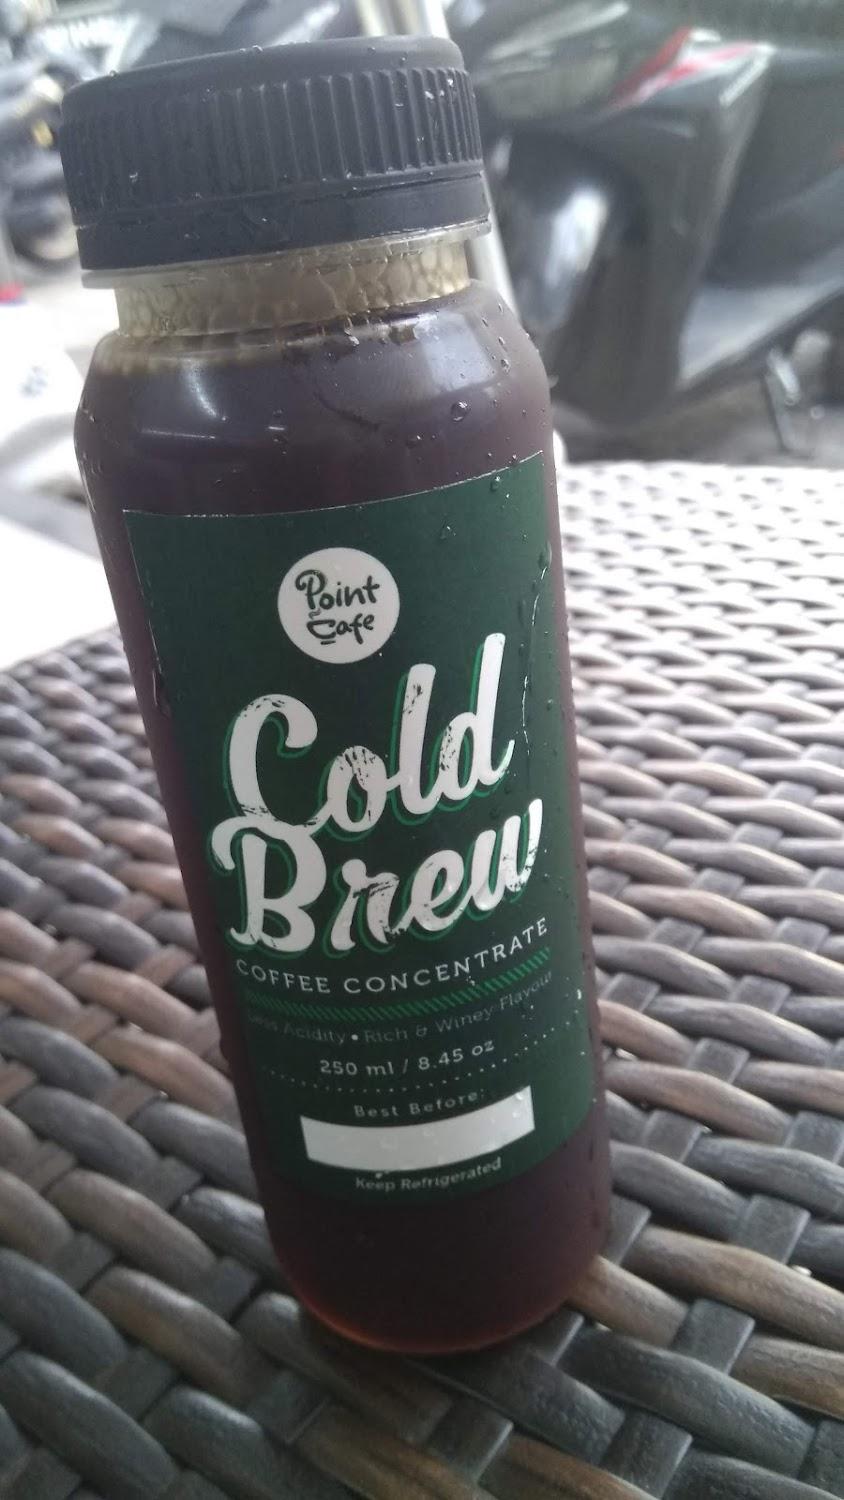 Point
Cafe
Cold
Brew
COFFEE CONCENTRATE
Less Acidity • Rich & Winey Flavour
250 ml / 8.45 oz
Best Before:
Keep Refrigerated